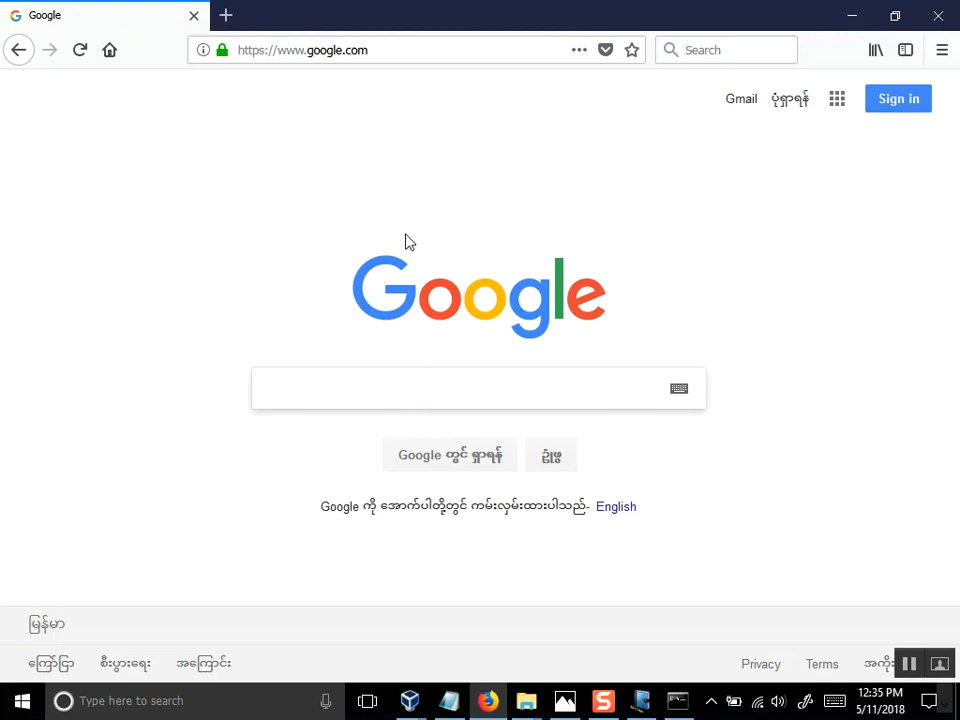 Google
https://www.google.com
Search
Gmail ပုံရှာရန် Sign in
Google
Google တွင် ရှာရန် ဥုံဖွ
Google ကို အောက်ပါတို့တွင် ကမ်းလှမ်းထားပါသည်- English
မြန်မာ
ကြော်ငြာ စီးပွားရေး အကြောင်း Privacy Terms
Type here to search
12:35 PM
5/11/2018